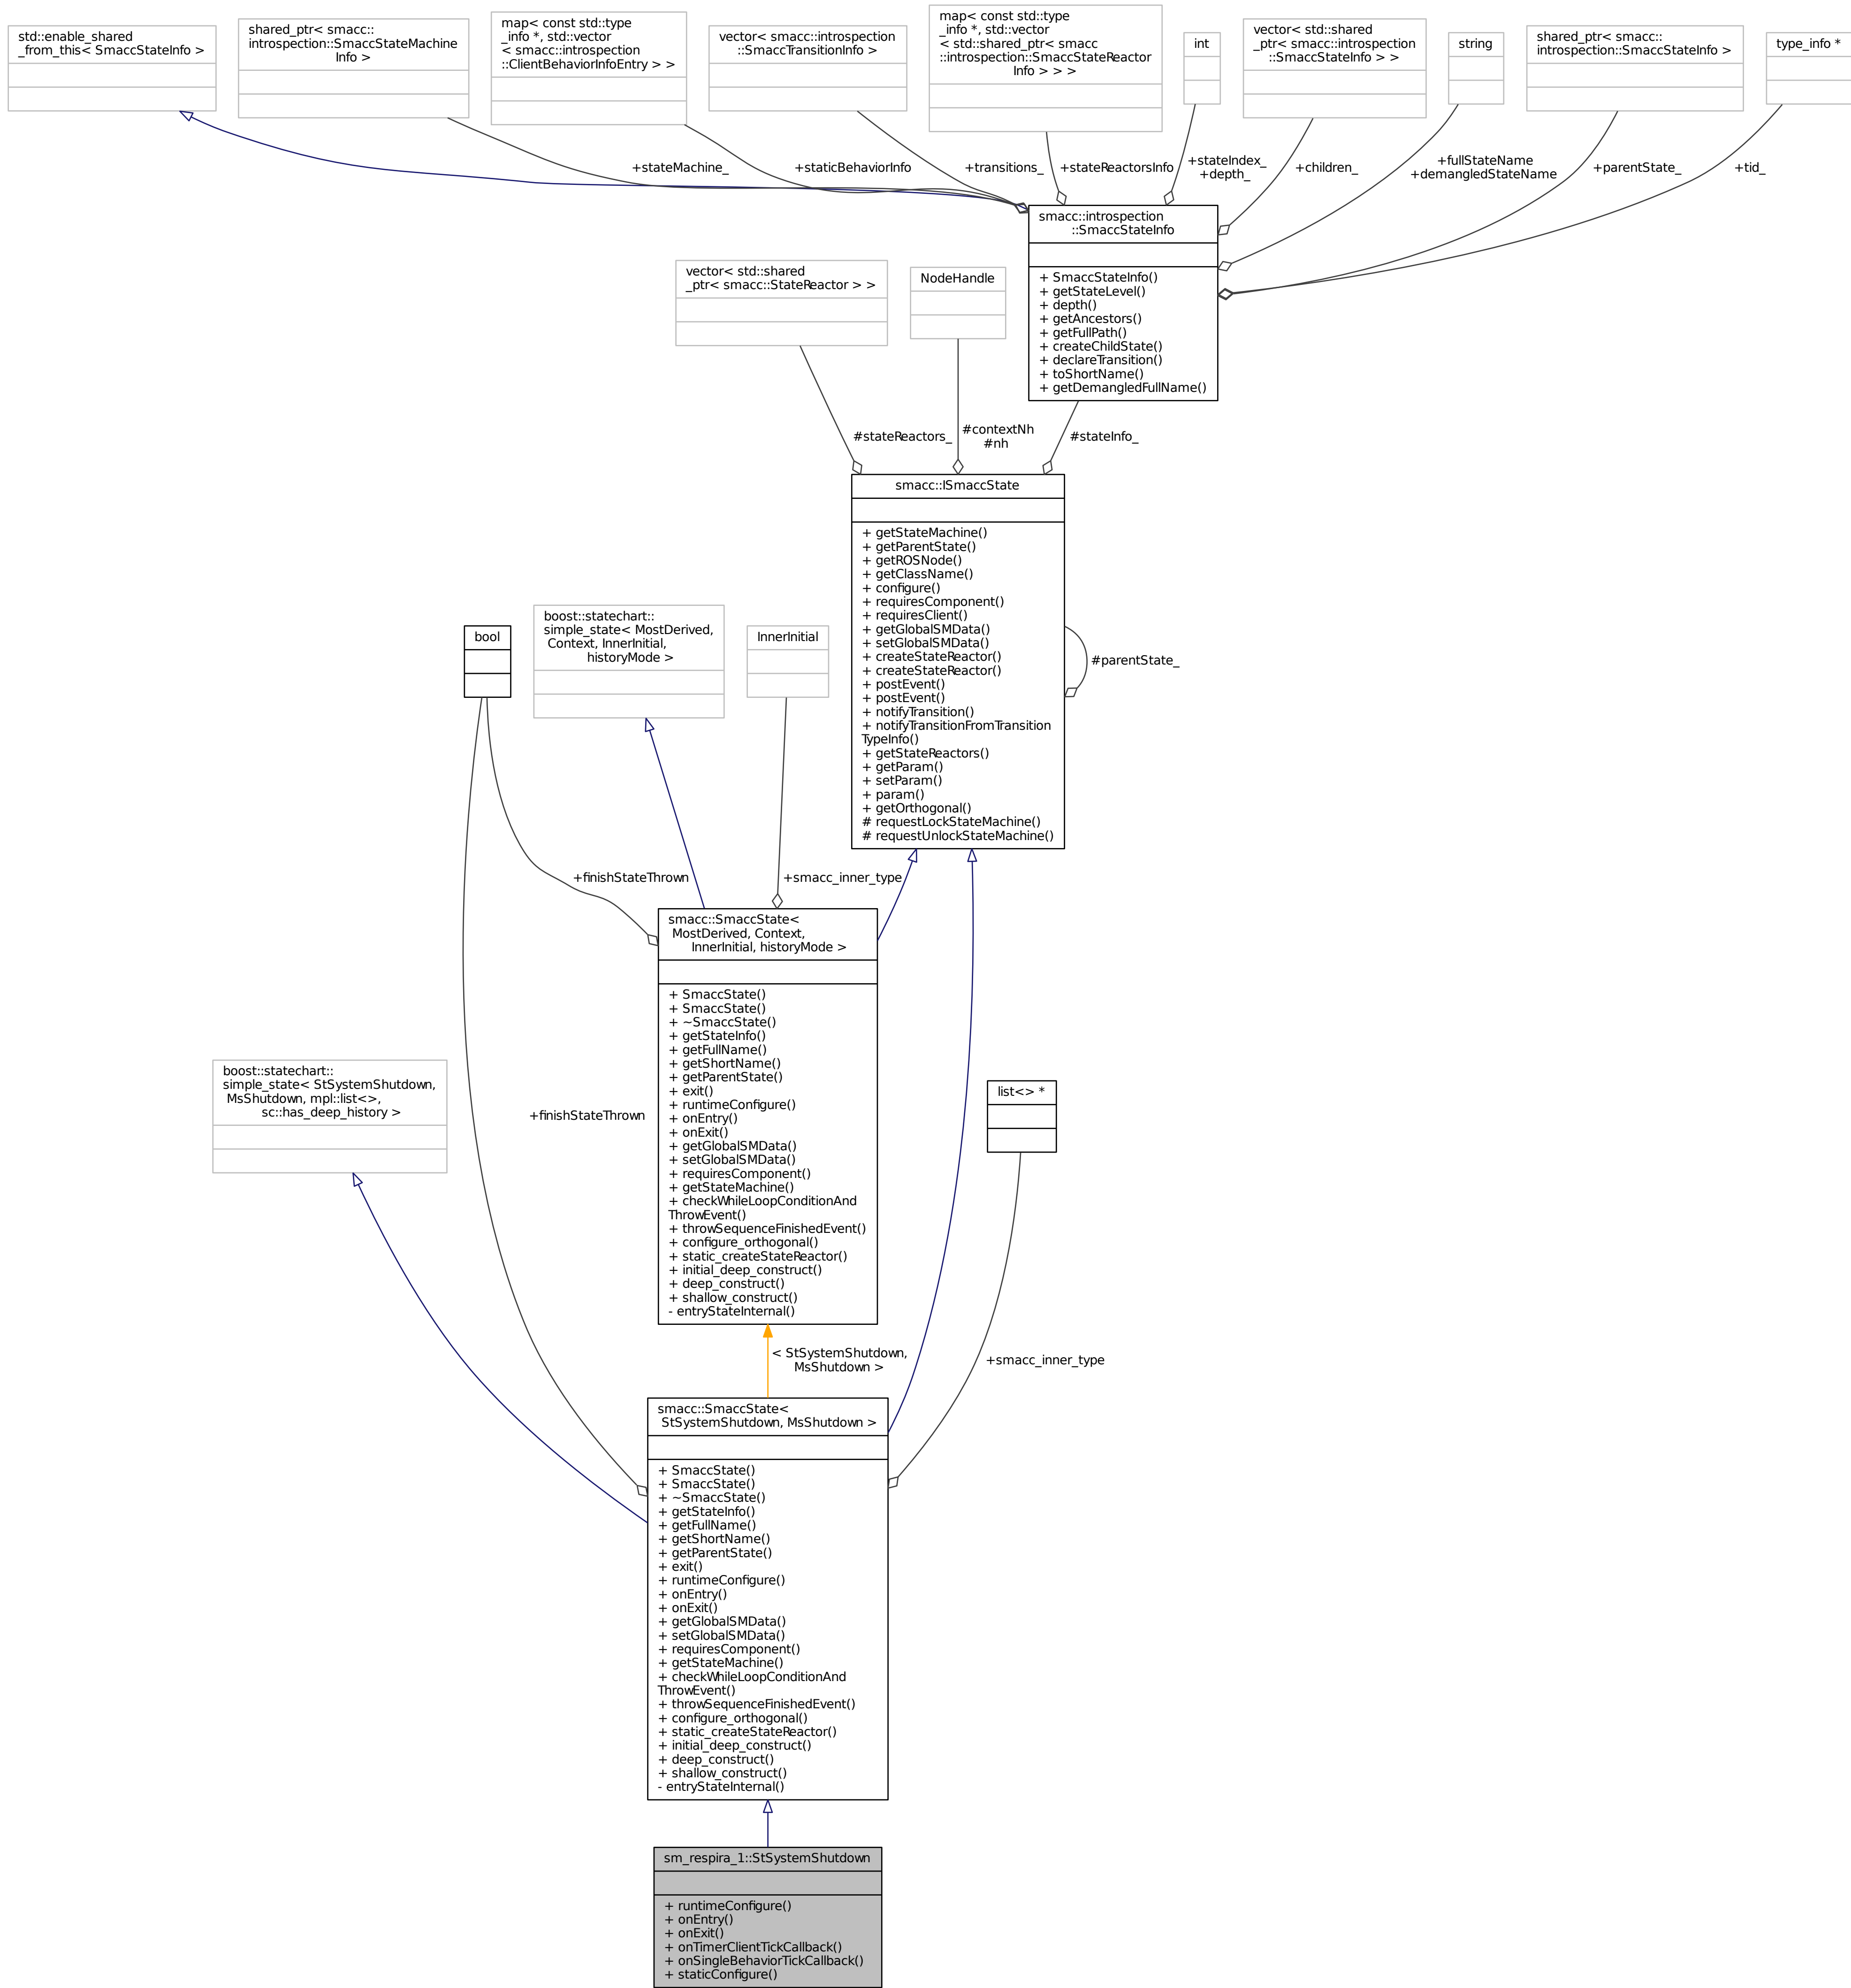 std::enable_shared
_from_this< SmaccStateInfo >
shared_ptr< smacc::
introspection::SmaccStateMachine
Info >
map< const std::type
_info *, std::vector
< smacc::introspection
::ClientBehaviorInfoEntry > >
vector< smacc::introspection
::SmaccTransitionInfo >
map< const std::type
_info *, std::vector
< std::shared_ptr< smacc
::introspection::SmaccStateReactor
Info > > >
int
vector< std::shared
_ptr< smacc::introspection
::SmaccStateInfo > >
string
shared_ptr< smacc::
introspection::SmaccStateInfo >
type_info *
+stateMachine_
+staticBehaviorInfo
+transitions_
+stateReactorsInfo
+stateIndex_
+depth_
+children_
+fullStateName
+demangledStateName
+parentState_
+tid_
smacc::introspection
::SmaccStateInfo
+ SmaccStateInfo()
+ getStateLevel()
+ depth()
+ getAncestors()
+ getFullPath()
+ createChildState()
+ declareTransition()
+ toShortName()
+ getDemangledFullName()
vector< std::shared
_ptr< smacc::StateReactor > >
NodeHandle
#stateReactors_
#contextNh
#nh
#stateInfo_
smacc::ISmaccState
+ getStateMachine()
+ getParentState()
+ getROSNode()
+ getClassName()
+ configure()
+ requiresComponent()
+ requiresClient()
+ getGlobalSMData()
+ setGlobalSMData()
+ createStateReactor()
+ createStateReactor()
+ postEvent()
+ postEvent()
+ notifyTransition()
+ notifyTransitionFromTransition
TypeInfo()
+ getStateReactors()
+ getParam()
+ setParam()
+ param()
+ getOrthogonal()
# requestLockStateMachine()
# requestUnlockStateMachine()
#parentState_
bool
boost::statechart::
simple_state< MostDerived,
Context, InnerInitial,
historyMode >
InnerInitial
+finishStateThrown
+smacc_inner_type
smacc::SmaccState<
MostDerived, Context,
InnerInitial, historyMode >
+ SmaccState()
+ SmaccState()
+ ~SmaccState()
+ getStateInfo()
+ getFullName()
+ getShortName()
+ getParentState()
+ exit()
+ runtimeConfigure()
+ onEntry()
+ onExit()
+ getGlobalSMData()
+ setGlobalSMData()
+ requiresComponent()
+ getStateMachine()
+ checkWhileLoopConditionAnd
ThrowEvent()
+ throwSequenceFinishedEvent()
+ configure_orthogonal()
+ static_createStateReactor()
+ initial_deep_construct()
+ deep_construct()
+ shallow_construct()
- entryStateInternal()
boost::statechart::
simple_state< StSystemShutdown,
MsShutdown, mpl::list<>,
sc::has_deep_history >
+finishStateThrown
list<> *
< StSystemShutdown,
MsShutdown >
+smacc_inner_type
smacc::SmaccState<
StSystemShutdown, MsShutdown >
+ SmaccState()
+ SmaccState()
+ ~SmaccState()
+ getStateInfo()
+ getFullName()
+ getShortName()
+ getParentState()
+ exit()
+ runtimeConfigure()
+ onEntry()
+ onExit()
+ getGlobalSMData()
+ setGlobalSMData()
+ requiresComponent()
+ getStateMachine()
+ checkWhileLoopConditionAnd
ThrowEvent()
+ throwSequenceFinishedEvent()
+ configure_orthogonal()
+ static_createStateReactor()
+ initial_deep_construct()
+ deep_construct()
+ shallow_construct()
- entryStateInternal()
sm_respira_1::StSystemShutdown
+ runtimeConfigure()
+ onEntry()
+ onExit()
+ onTimerClientTickCallback()
+ onSingleBehaviorTickCallback()
+ staticConfigure()